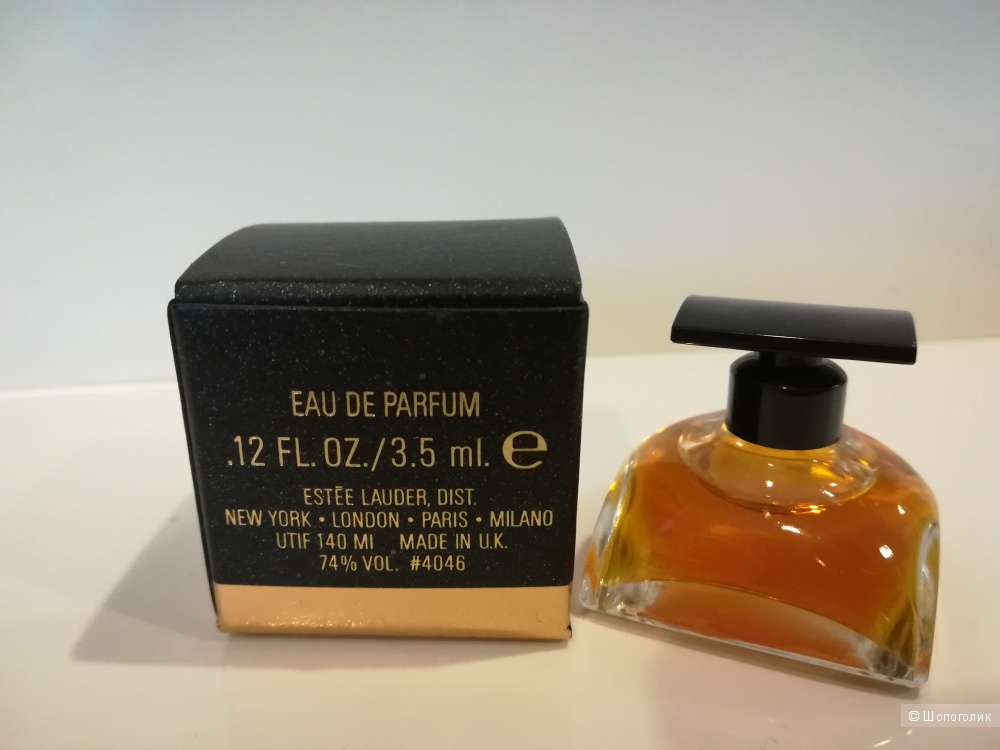 EAU DE PARFUM
.12 FL. OZ./3.5 ml. e
ESTĒE LAUDER, DIST.
NEW YORK • LONDON • PARIS • MILANO
UTIF 140 MI MADE IN U.K.
74% VOL. #4046
© Шопоголик